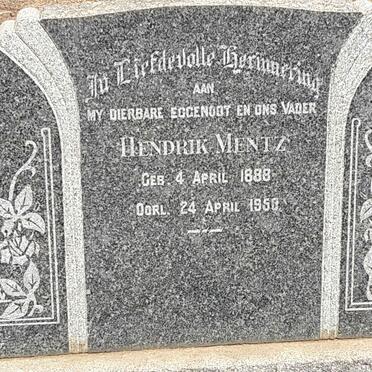 In Liefdevolle Herinnering
AAN
MY DIERBARE EGGENOOT EN ONS VADER
HENDRIK MENTZ
GEB. 4 APRIL 1888
OORL. 24 APRIL 1950